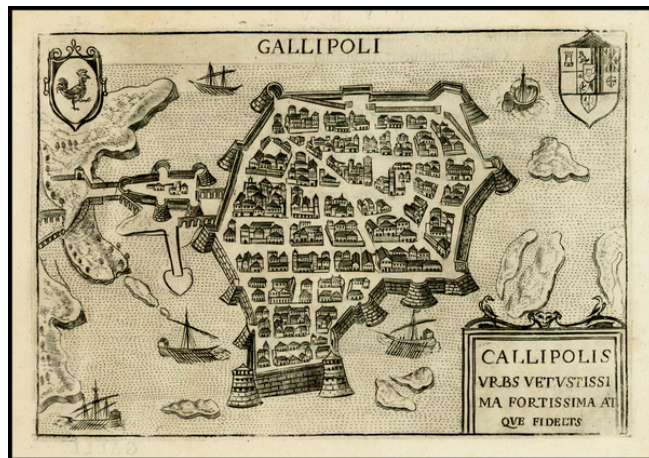 GALLIPOLI
CALLIPOLIS
VRBS VETVSTISSI
MA FORTISSIMA AT
QVE FIDELIS